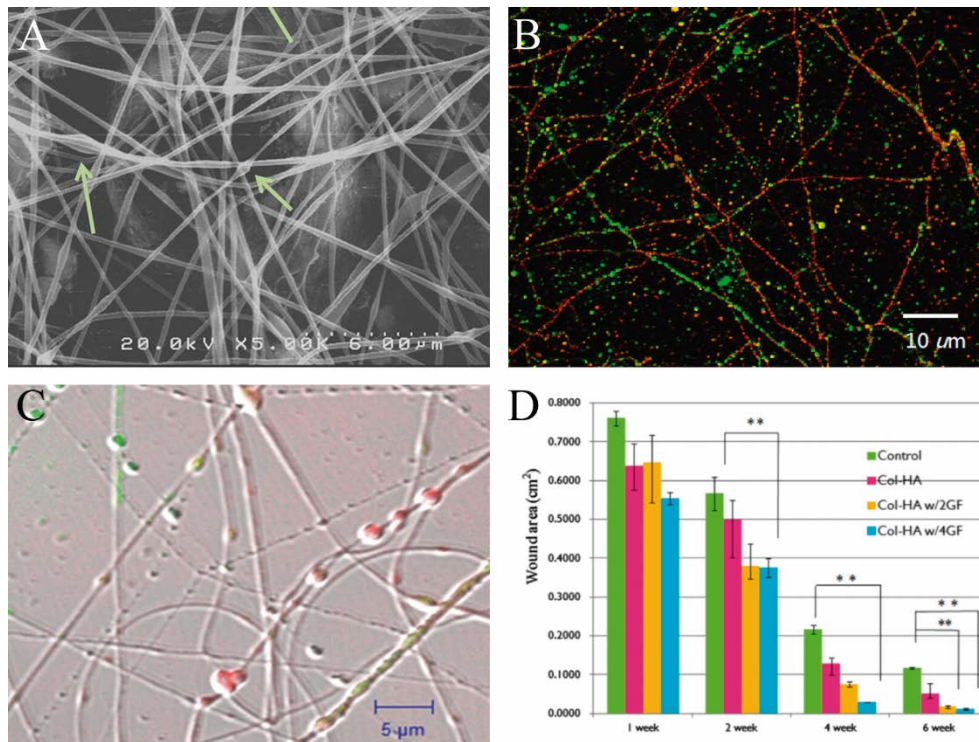 A
20.0kV X5.00K 6.00μm
B
10 μm
C
5 μm
D
0.8000
0.7000
0.6000
0.5000
0.4000
0.3000
0.2000
0.1000
0.0000
Wound area (cm²)
**
* *
* *
**
Control
Col-HA
Col-HA w/2GF
Col-HA w/4GF
1 week
2 week
4 week
6 week